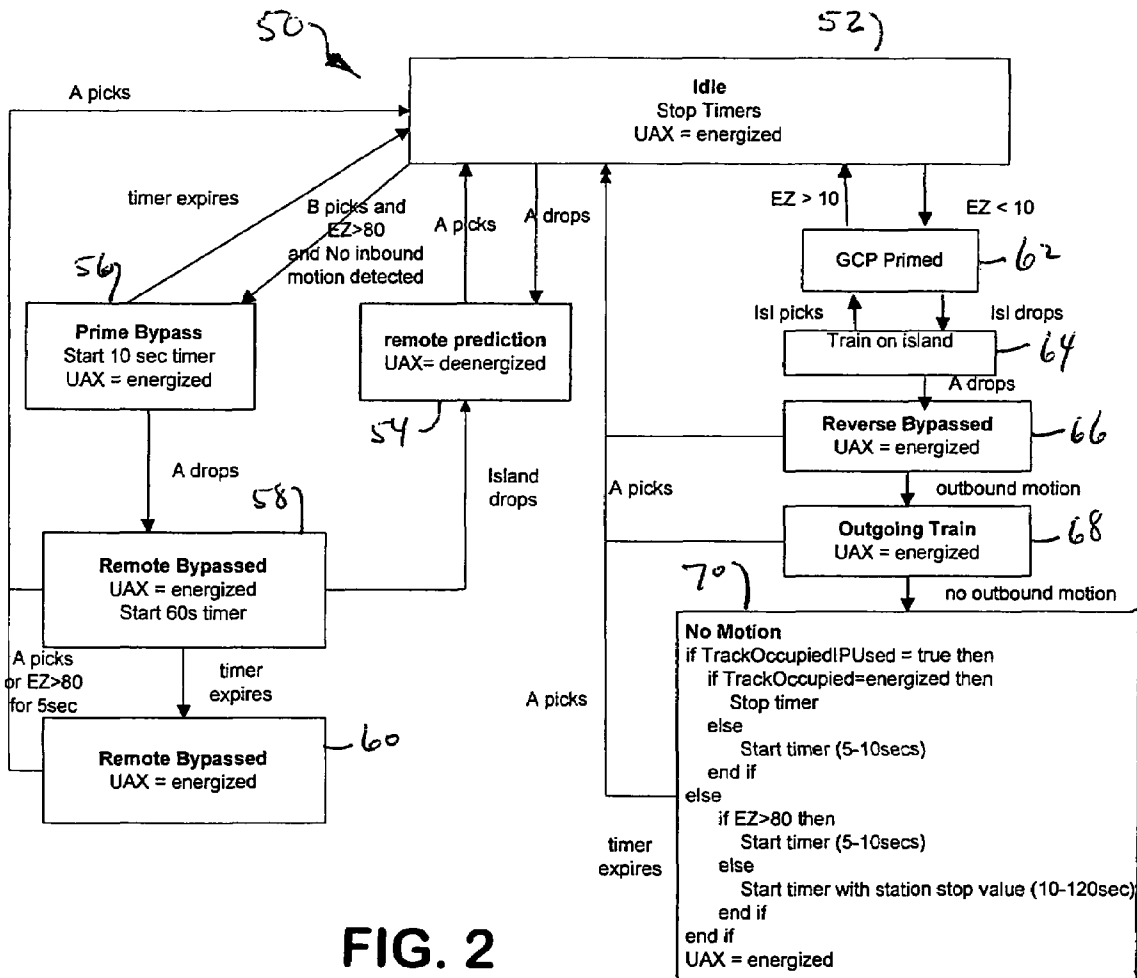 50
52
Idle
Stop Timers
UAX = energized
A picks
timer expires
B picks and
EZ>80
and No inbound
motion detected
A picks
A drops
EZ > 10
EZ < 10
56
Prime Bypass
Start 10 sec timer
UAX = energized
remote prediction
UAX= deenergized
54
GCP Primed
62
Isl picks
Isl drops
Train on island
64
A drops
Reverse Bypassed
UAX = energized
66
A drops
Island
drops
A picks
outbound motion
58
Remote Bypassed
UAX = energized
Start 60s timer
Outgoing Train
UAX = energized
68
70
no outbound motion
A picks
or EZ>80
for 5sec
timer
expires
A picks
Remote Bypassed
UAX = energized
60
No Motion
if TrackOccupiedIPUsed = true then
if TrackOccupied=energized then
Stop timer
else
Start timer (5-10secs)
end if
else
if EZ>80 then
Start timer (5-10secs)
else
Start timer with station stop value (10-120sec)
end if
end if
UAX = energized
timer
expires
FIG. 2